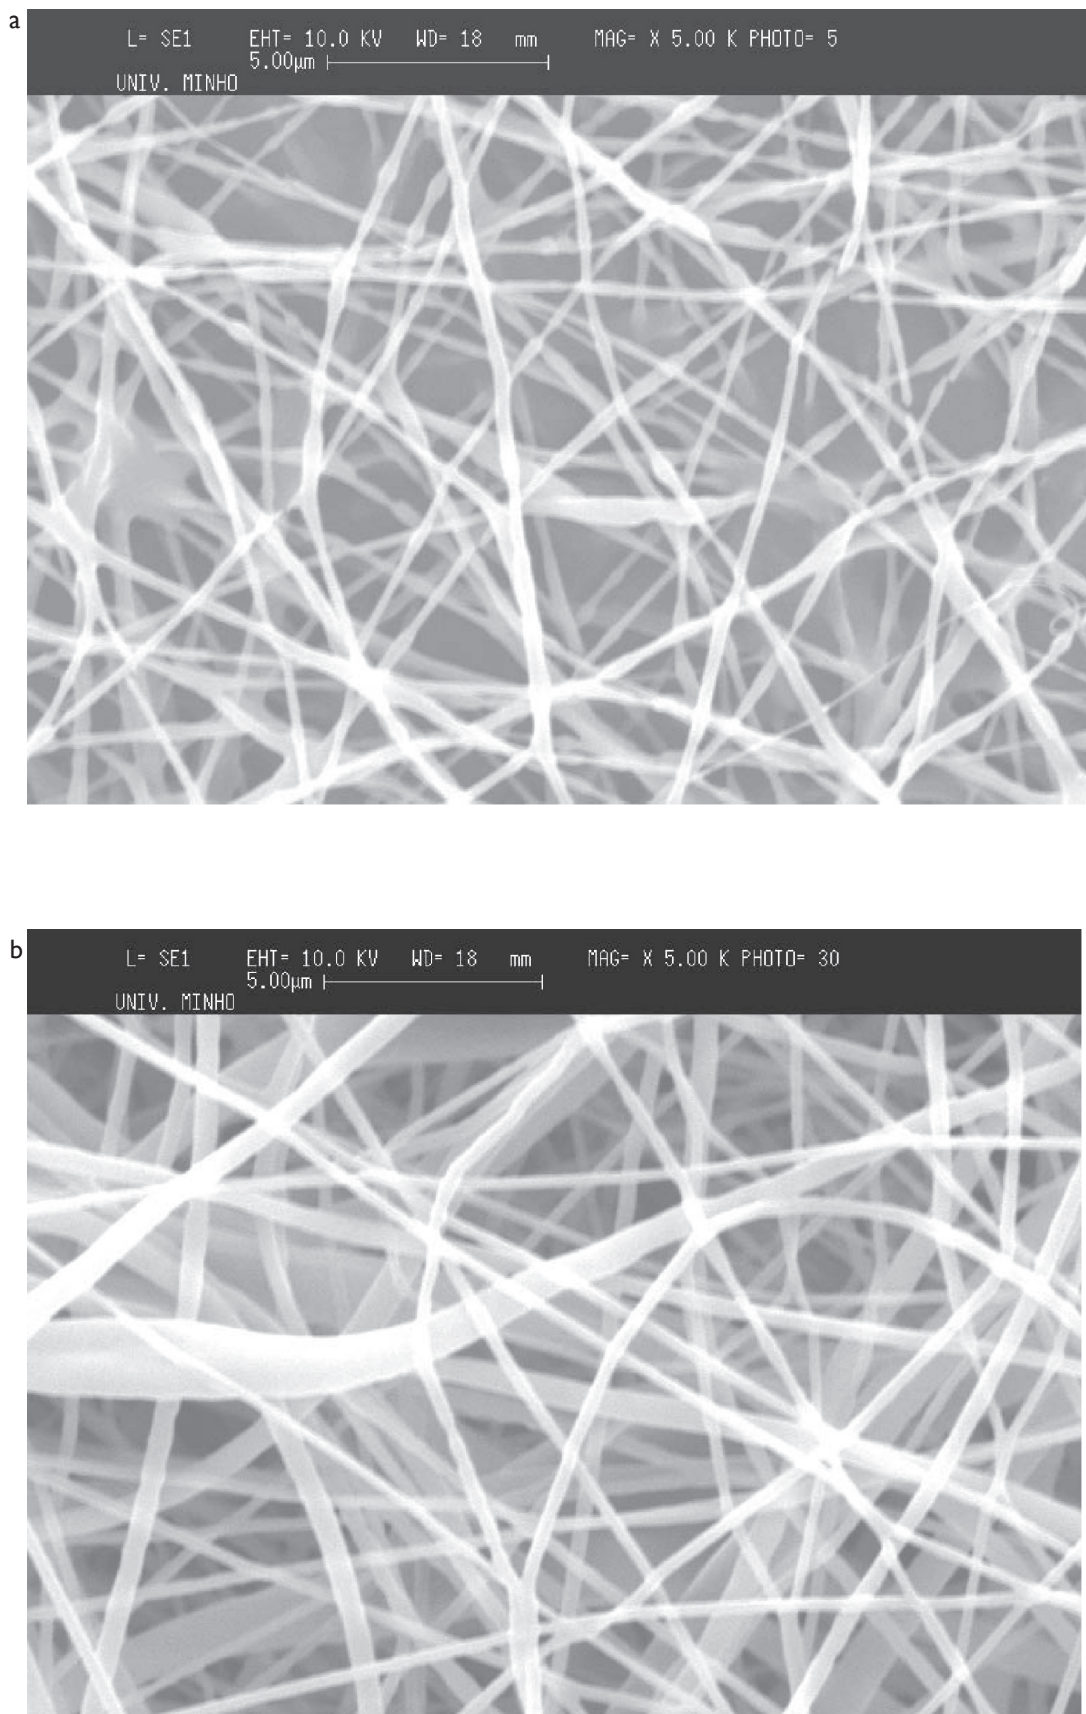 a
L= SE1 EHT= 10.0 KV WD= 18 mm MAG= X 5.00 K PHOTO= 5
5.00µm
UNIV. MINHO
b
L= SE1 EHT= 10.0 KV WD= 18 mm MAG= X 5.00 K PHOTO= 30
5.00µm
UNIV. MINHO